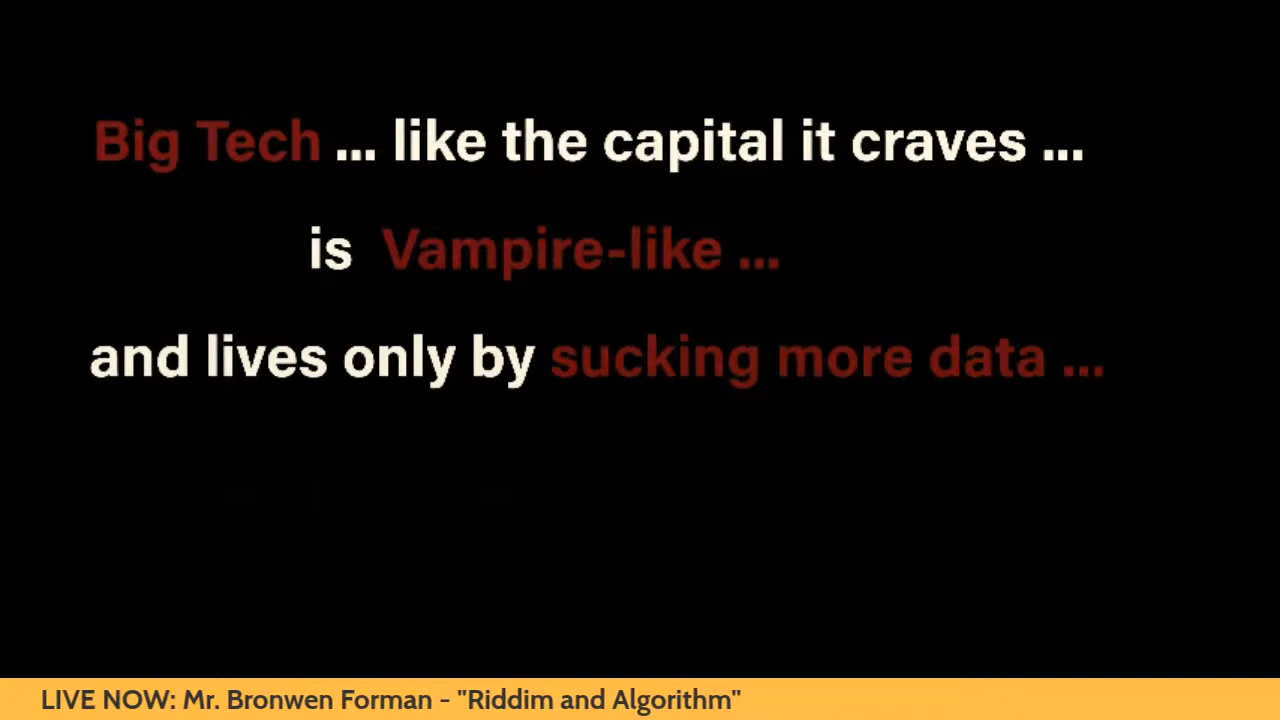 Big Tech ... like the capital it craves ...
is Vampire-like ...
and lives only by sucking more data ...
LIVE NOW: Mr. Bronwen Forman - "Riddim and Algorithm"